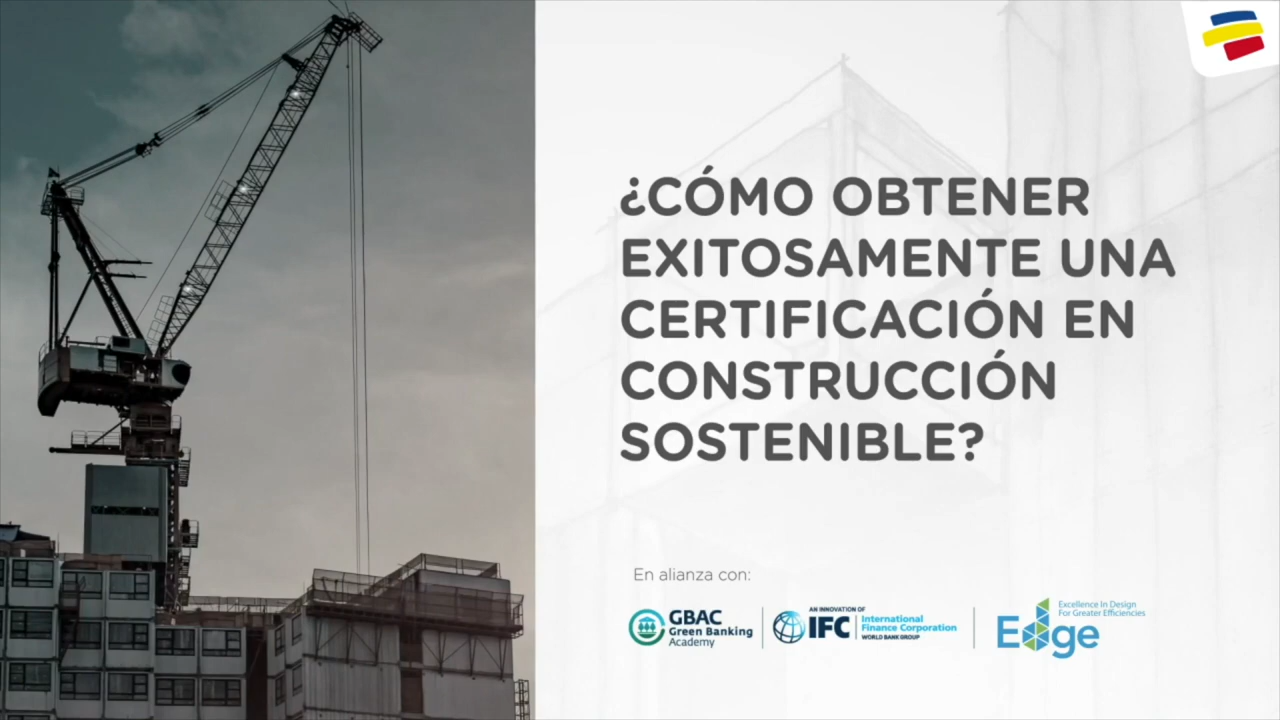 ¿CÓMO OBTENER
EXITOSAMENTE UNA
CERTIFICACIÓN EN
CONSTRUCCIÓN
SOSTENIBLE?
En alianza con:
GBAC
Green Banking
Academy
AN INNOVATION OF
IFC
International
Finance Corporation
WORLD BANK GROUP
Edge
Excellence In Design
For Greater Efficiencies